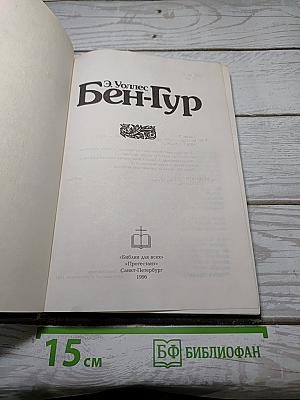 Э. Уоллес
Бен-Гур
«Библия для всех»
«Протестант»
Санкт-Петербург
1996
15 см
БФ БИБЛИОФАН